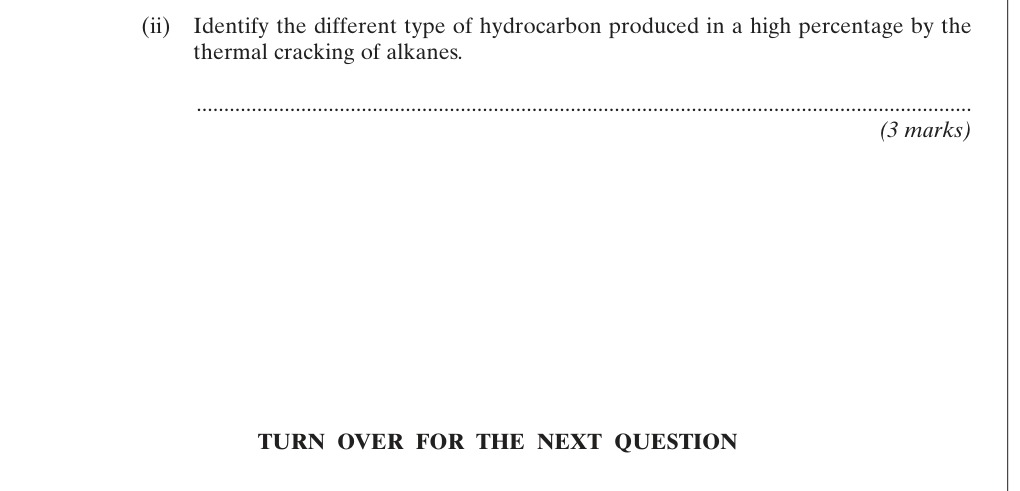 (ii) Identify the different type of hydrocarbon produced in a high percentage by the
thermal cracking of alkanes.
....................................................................................................................................................
(3 marks)
TURN OVER FOR THE NEXT QUESTION